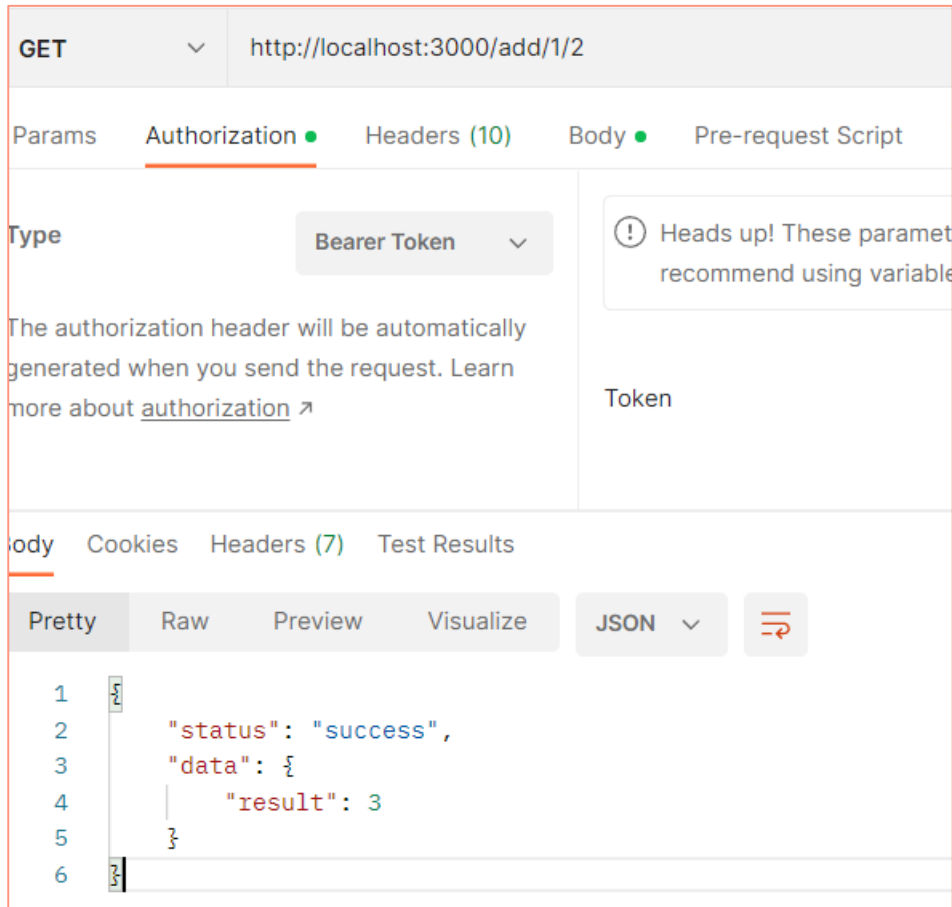 GET http://localhost:3000/add/1/2
Params Authorization Headers (10) Body Pre-request Script
Type Bearer Token
The authorization header will be automatically
generated when you send the request. Learn
more about authorization ↗
Heads up! These paramet
recommend using variable
Token
Body Cookies Headers (7) Test Results
Pretty Raw Preview Visualize JSON
1 {
2 "status": "success",
3 "data": {
4 "result": 3
5 }
6 }